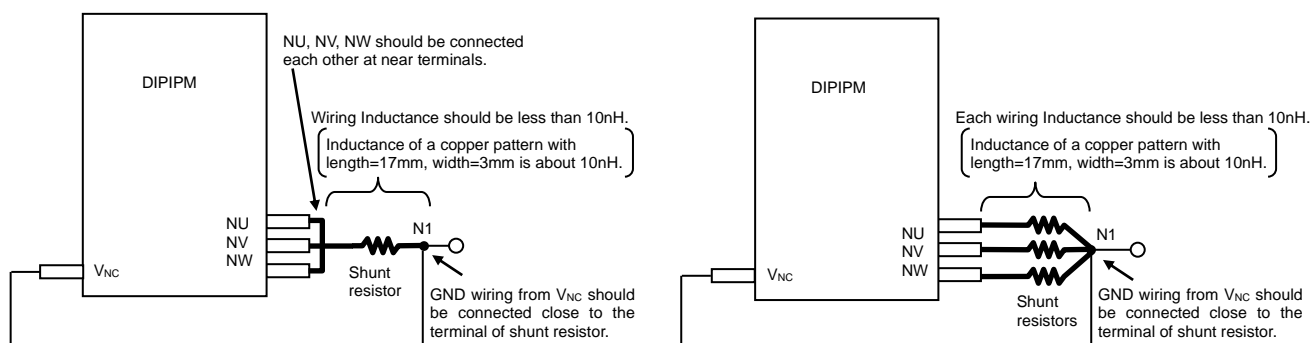 NU, NV, NW should be connected
each other at near terminals.
DIPIPM
Wiring Inductance should be less than 10nH.
Inductance of a copper pattern with
length=17mm, width=3mm is about 10nH.
NU
NV
NW
N1
VNC
Shunt
resistor
GND wiring from VNC should
be connected close to the
terminal of shunt resistor.
DIPIPM
Each wiring Inductance should be less than 10nH.
Inductance of a copper pattern with
length=17mm, width=3mm is about 10nH.
NU
NV
NW
N1
VNC
Shunt
resistors
GND wiring from VNC should
be connected close to the
terminal of shunt resistor.